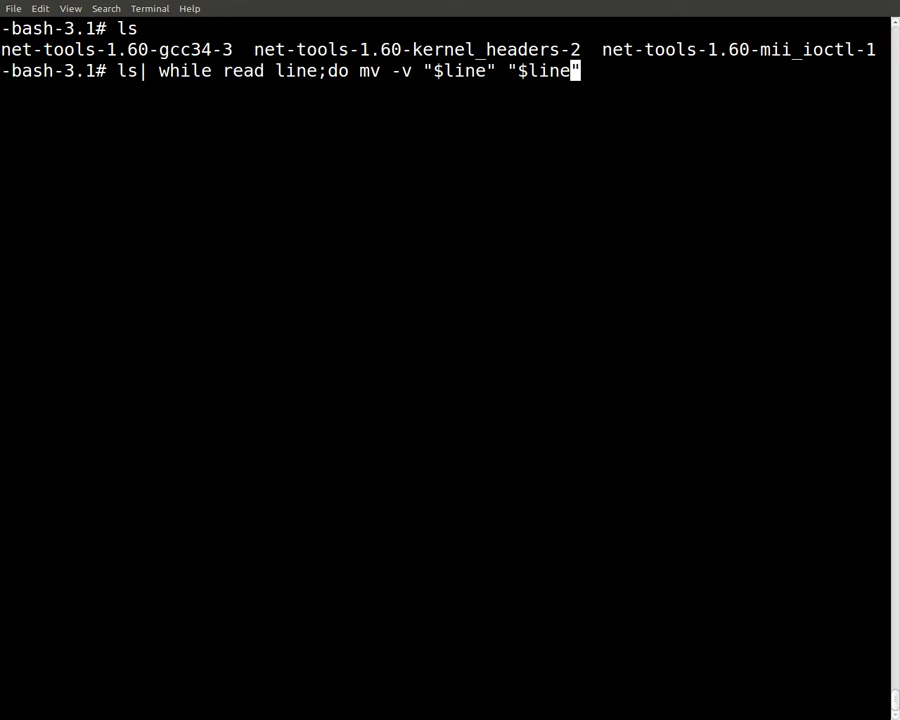 File Edit View Search Terminal Help
-bash-3.1# ls
net-tools-1.60-gcc34-3  net-tools-1.60-kernel_headers-2  net-tools-1.60-mii_ioctl-1
-bash-3.1# ls| while read line;do mv -v "$line" "$line"